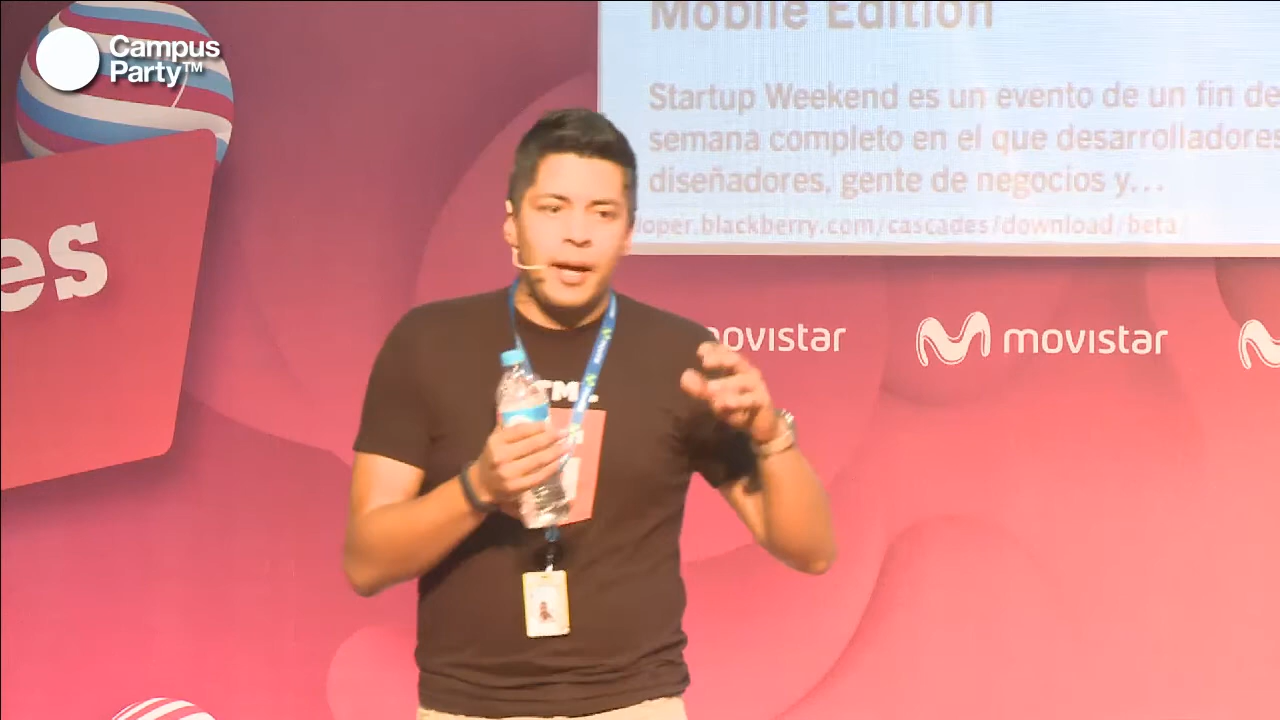 Campus
Party™
Mobile Edition
Startup Weekend es un evento de un fin de
semana completo en el que desarrolladores
diseñadores, gente de negocios y...
loper.blackberry.com/cascades/download/beta/
es
movistar
movistar